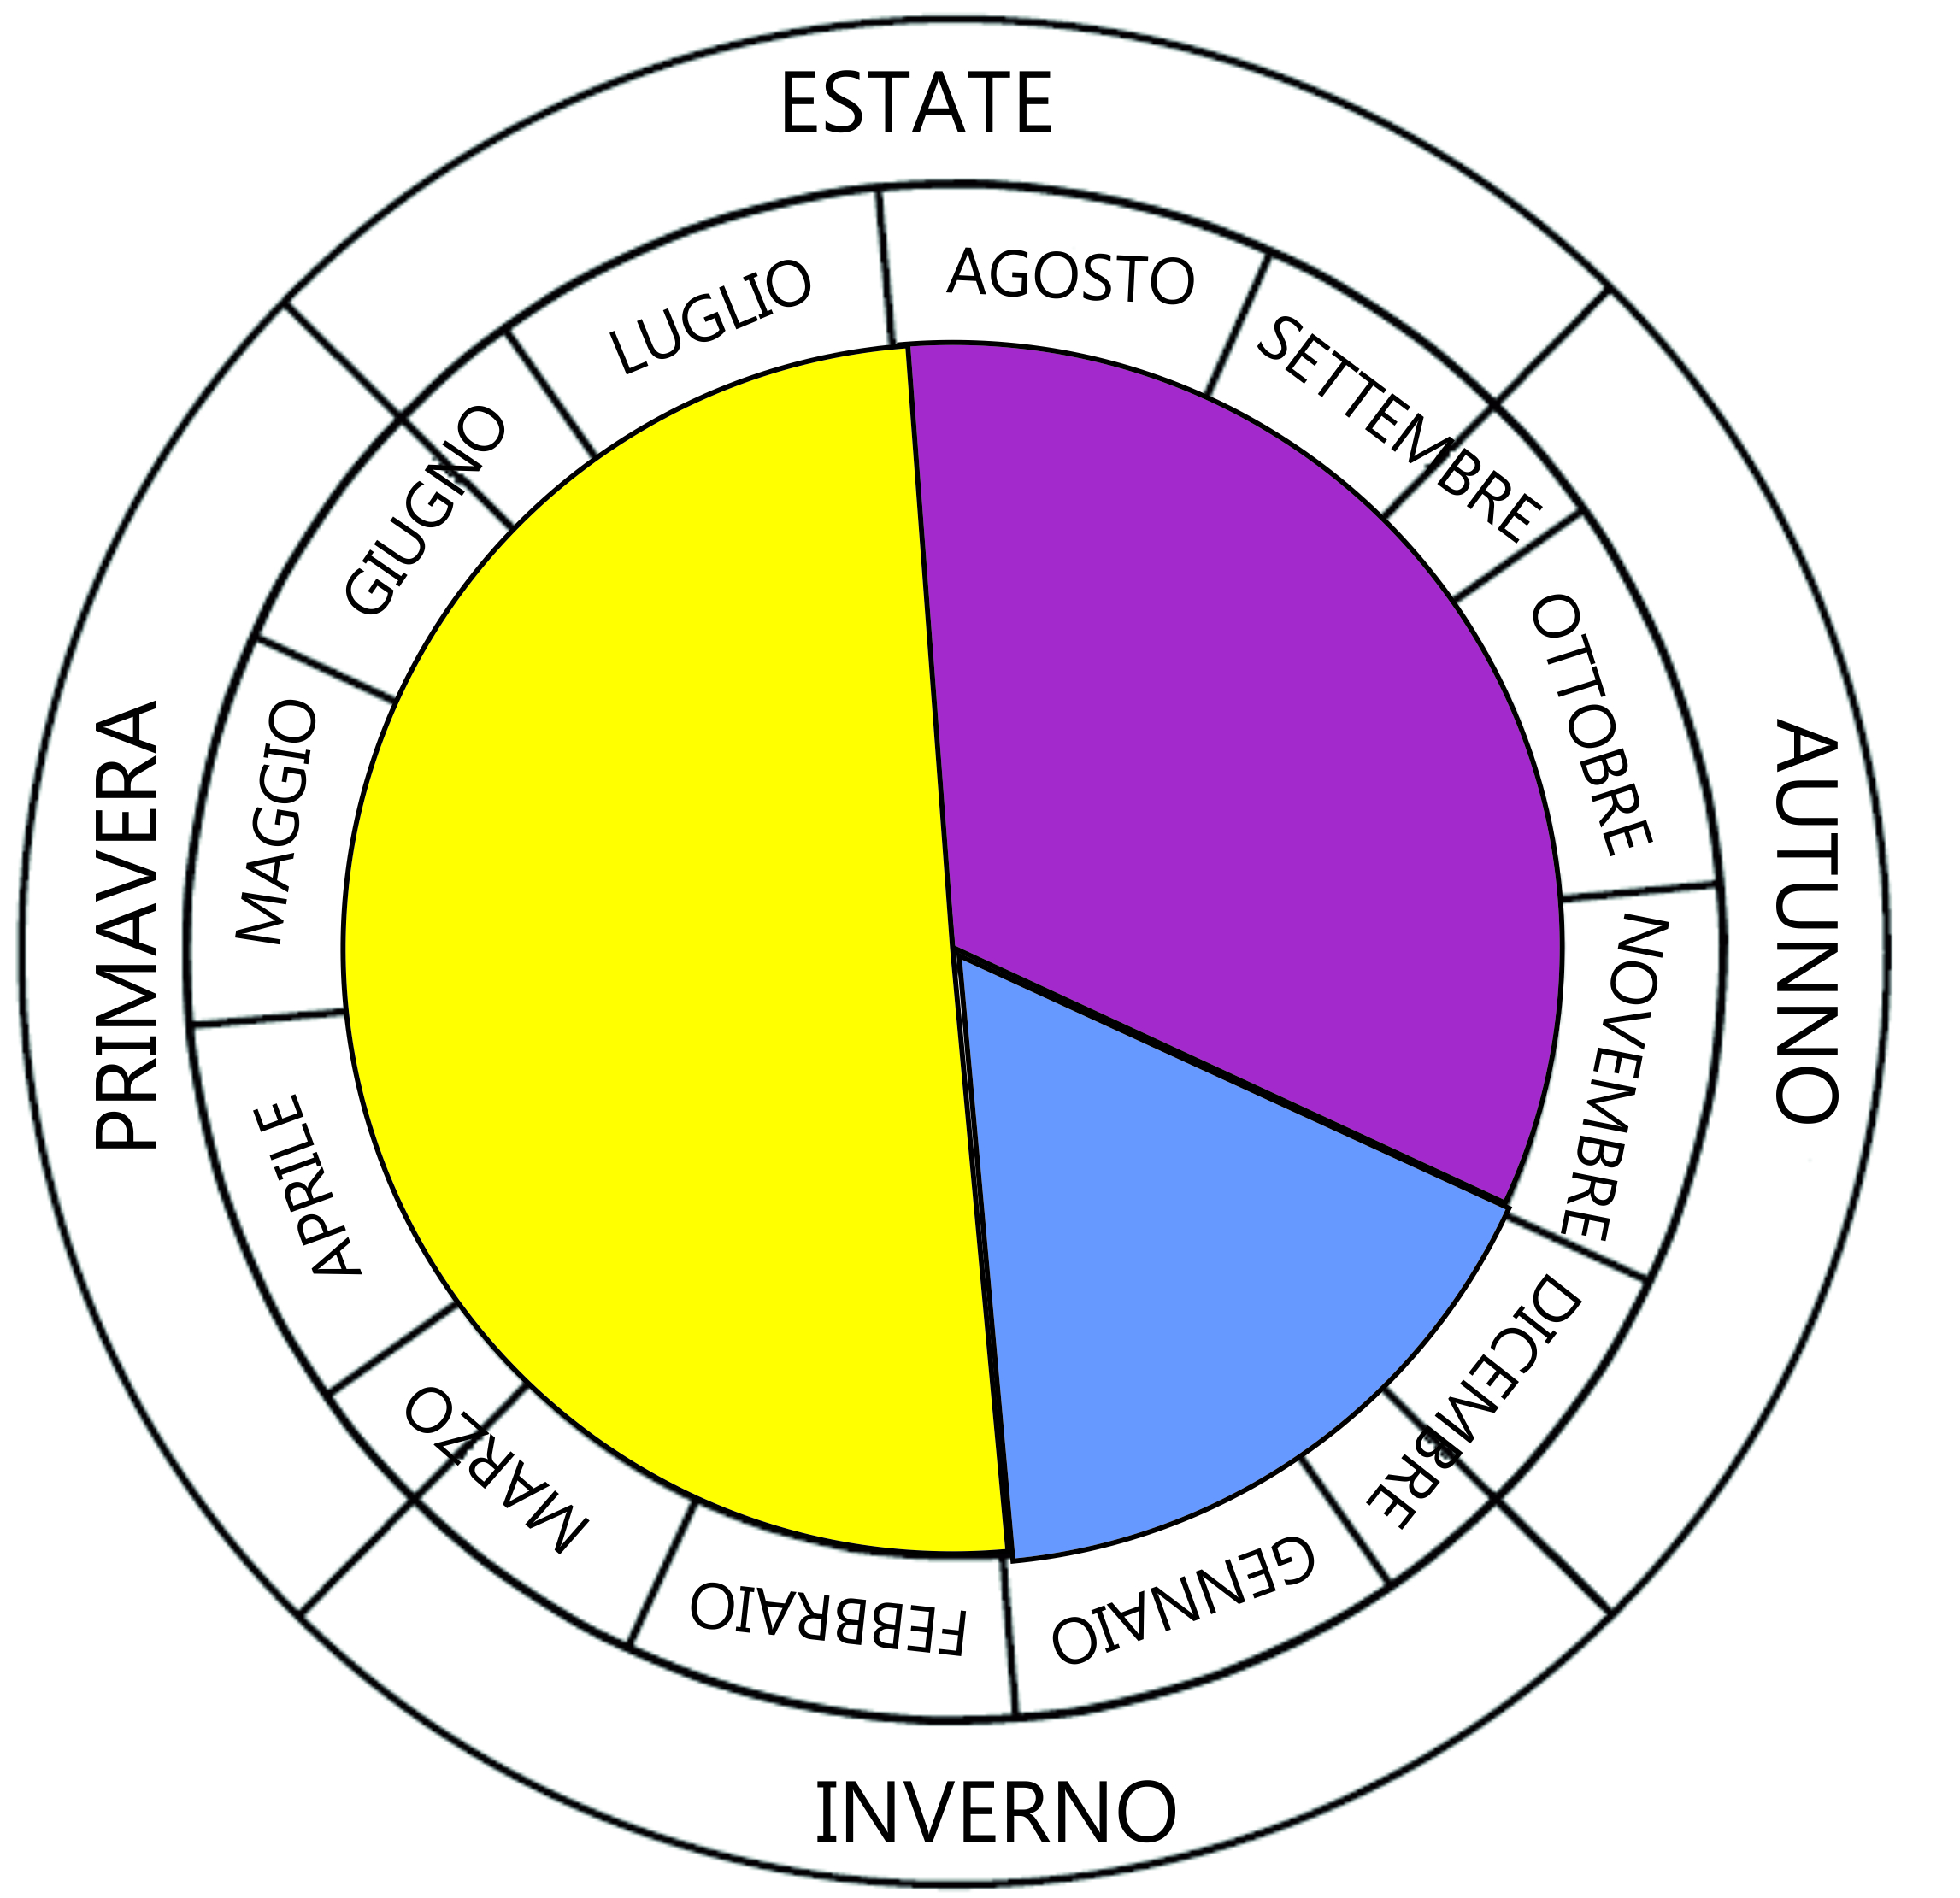 ESTATE
AUTUNNO
INVERNO
PRIMAVERA
GENNAIO
FEBBRAIO
MARZO
APRILE
MAGGIO
GIUGNO
LUGLIO
AGOSTO
SETTEMBRE
OTTOBRE
NOVEMBRE
DICEMBRE